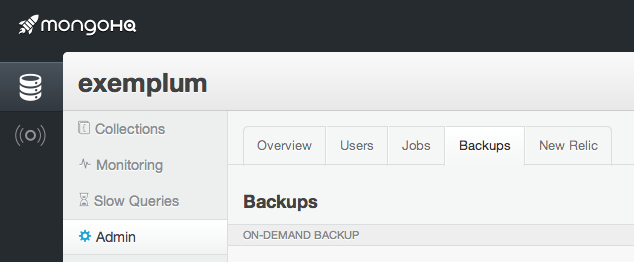 mongoHQ
exemplum
Collections
Monitoring
Slow Queries
Admin
Overview Users Jobs Backups New Relic
Backups
ON-DEMAND BACKUP